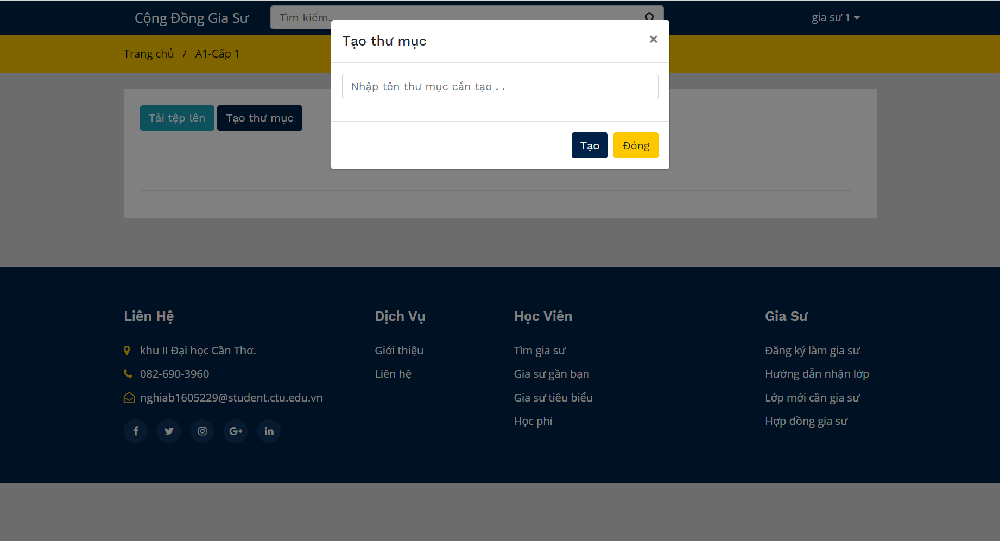 Cộng Đồng Gia Sư
Tìm kiếm...
gia sư 1
Trang chủ / A1-Cấp 1
Tạo thư mục
×
Nhập tên thư mục cần tạo . .
Tạo
Đóng
Tải tệp lên
Tạo thư mục
Liên Hệ
khu II Đại học Cần Thơ.
082-690-3960
nghiab1605229@student.ctu.edu.vn
Dịch Vụ
Giới thiệu
Liên hệ
Học Viên
Tìm gia sư
Gia sư gần bạn
Gia sư tiêu biểu
Học phí
Gia Sư
Đăng ký làm gia sư
Hướng dẫn nhận lớp
Lớp mới cần gia sư
Hợp đồng gia sư